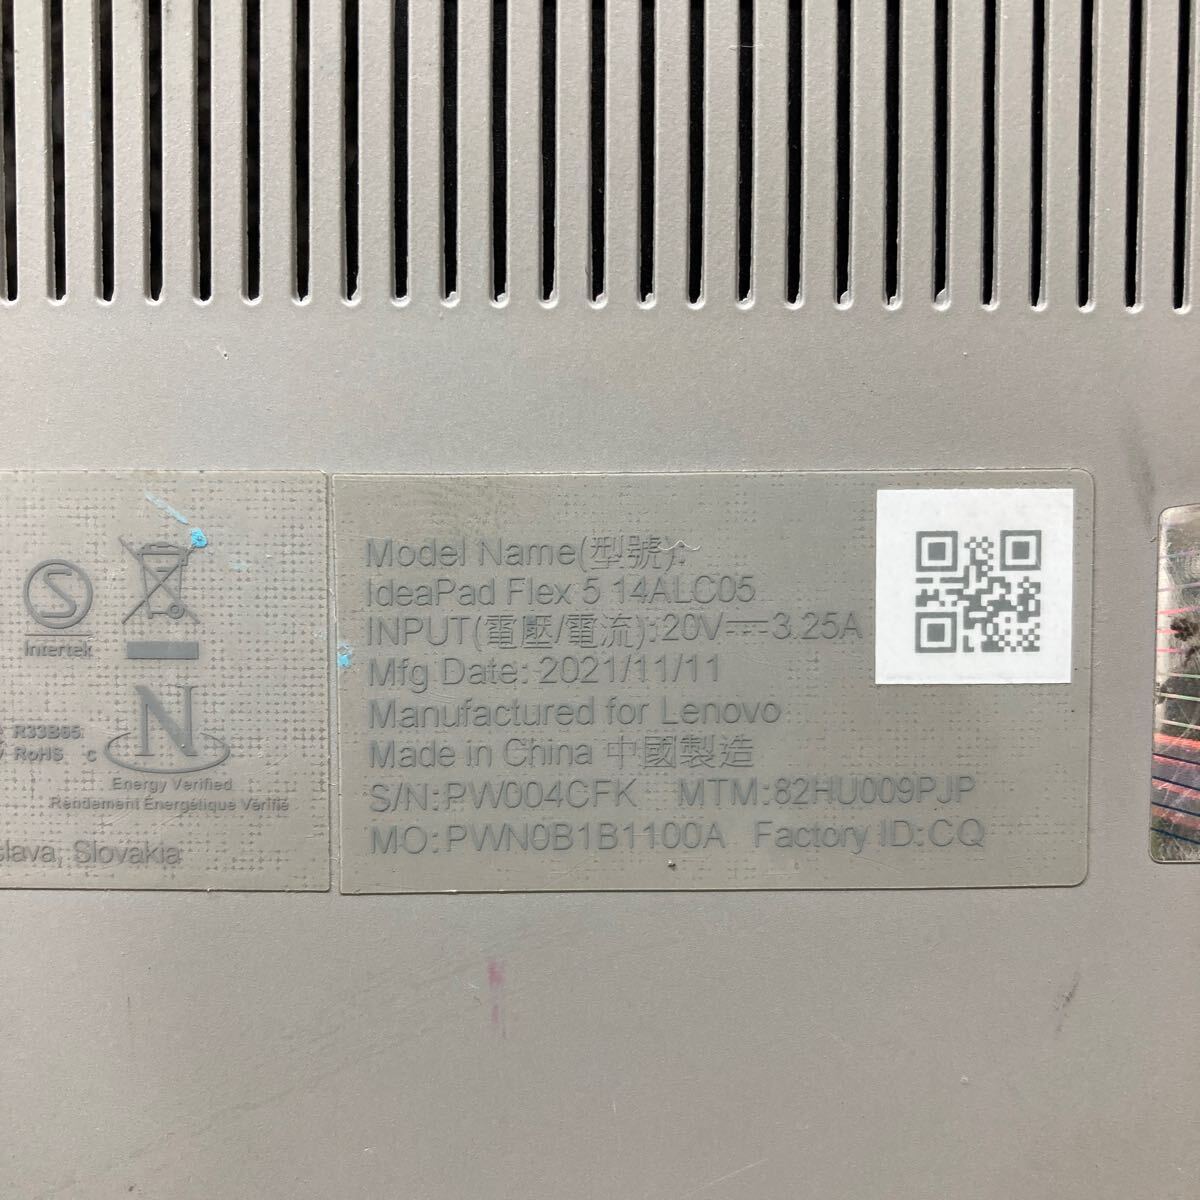 Intertek
R33B65
RoHS c
N
Energy Verified
Rendement Énergétique Vérifié
slava, Slovakia
Model Name(型號):
IdeaPad Flex 5 14ALC05
INPUT(電壓/電流):20V⎓3.25A
Mfg Date: 2021/11/11
Manufactured for Lenovo
Made in China 中國製造
S/N:PW004CFK MTM:82HU009PJP
MO:PWN0B1B1100A Factory ID:CQ